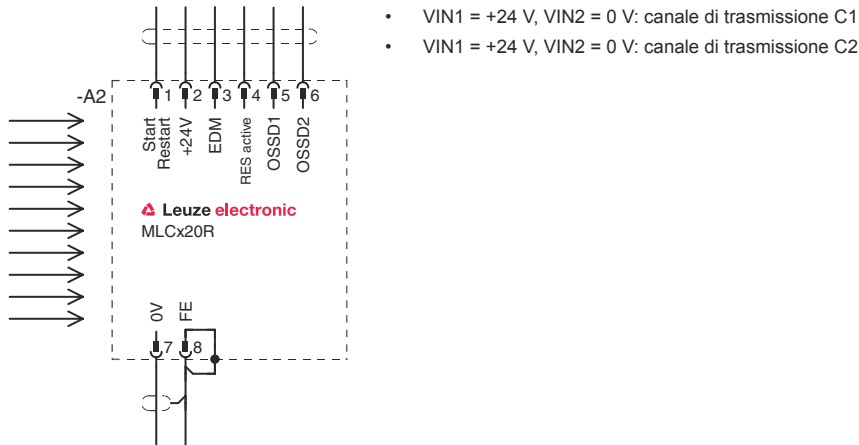 • VIN1 = +24 V, VIN2 = 0 V: canale di trasmissione C1
• VIN1 = +24 V, VIN2 = 0 V: canale di trasmissione C2
-A2
1 2 3 4 5 6
Start
Restart
+24V
EDM
RES active
OSSD1
OSSD2
Leuze electronic
MLCx20R
0V
FE
7 8